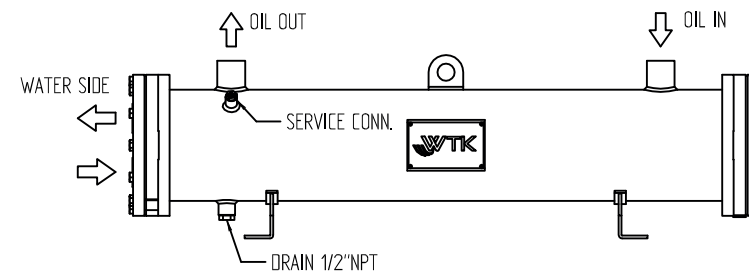 OIL OUT
OIL IN
WATER SIDE
SERVICE CONN.
WTK
DRAIN 1/2"NPT